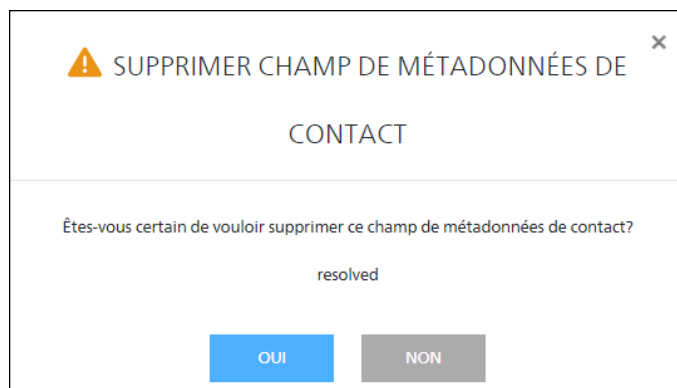 SUPPRIMER CHAMP DE MÉTADONNÉES DE
CONTACT
Êtes-vous certain de vouloir supprimer ce champ de métadonnées de contact?
resolved
OUI
NON